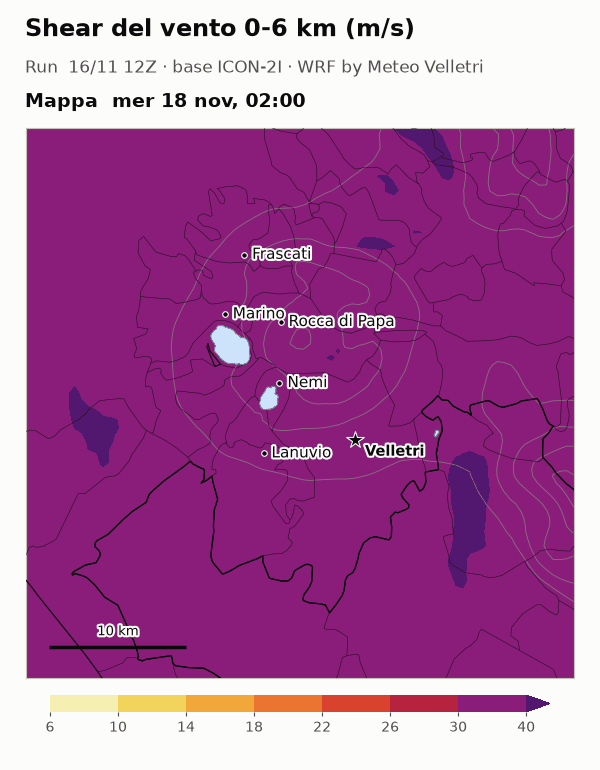 Shear del vento 0-6 km (m/s)
Run  16/11 12Z · base ICON-2I · WRF by Meteo Velletri
Mappa  mer 18 nov, 02:00
Frascati
Marino
Rocca di Papa
Nemi
Velletri
Lanuvio
10 km
6 10 14 18 22 26 30 40